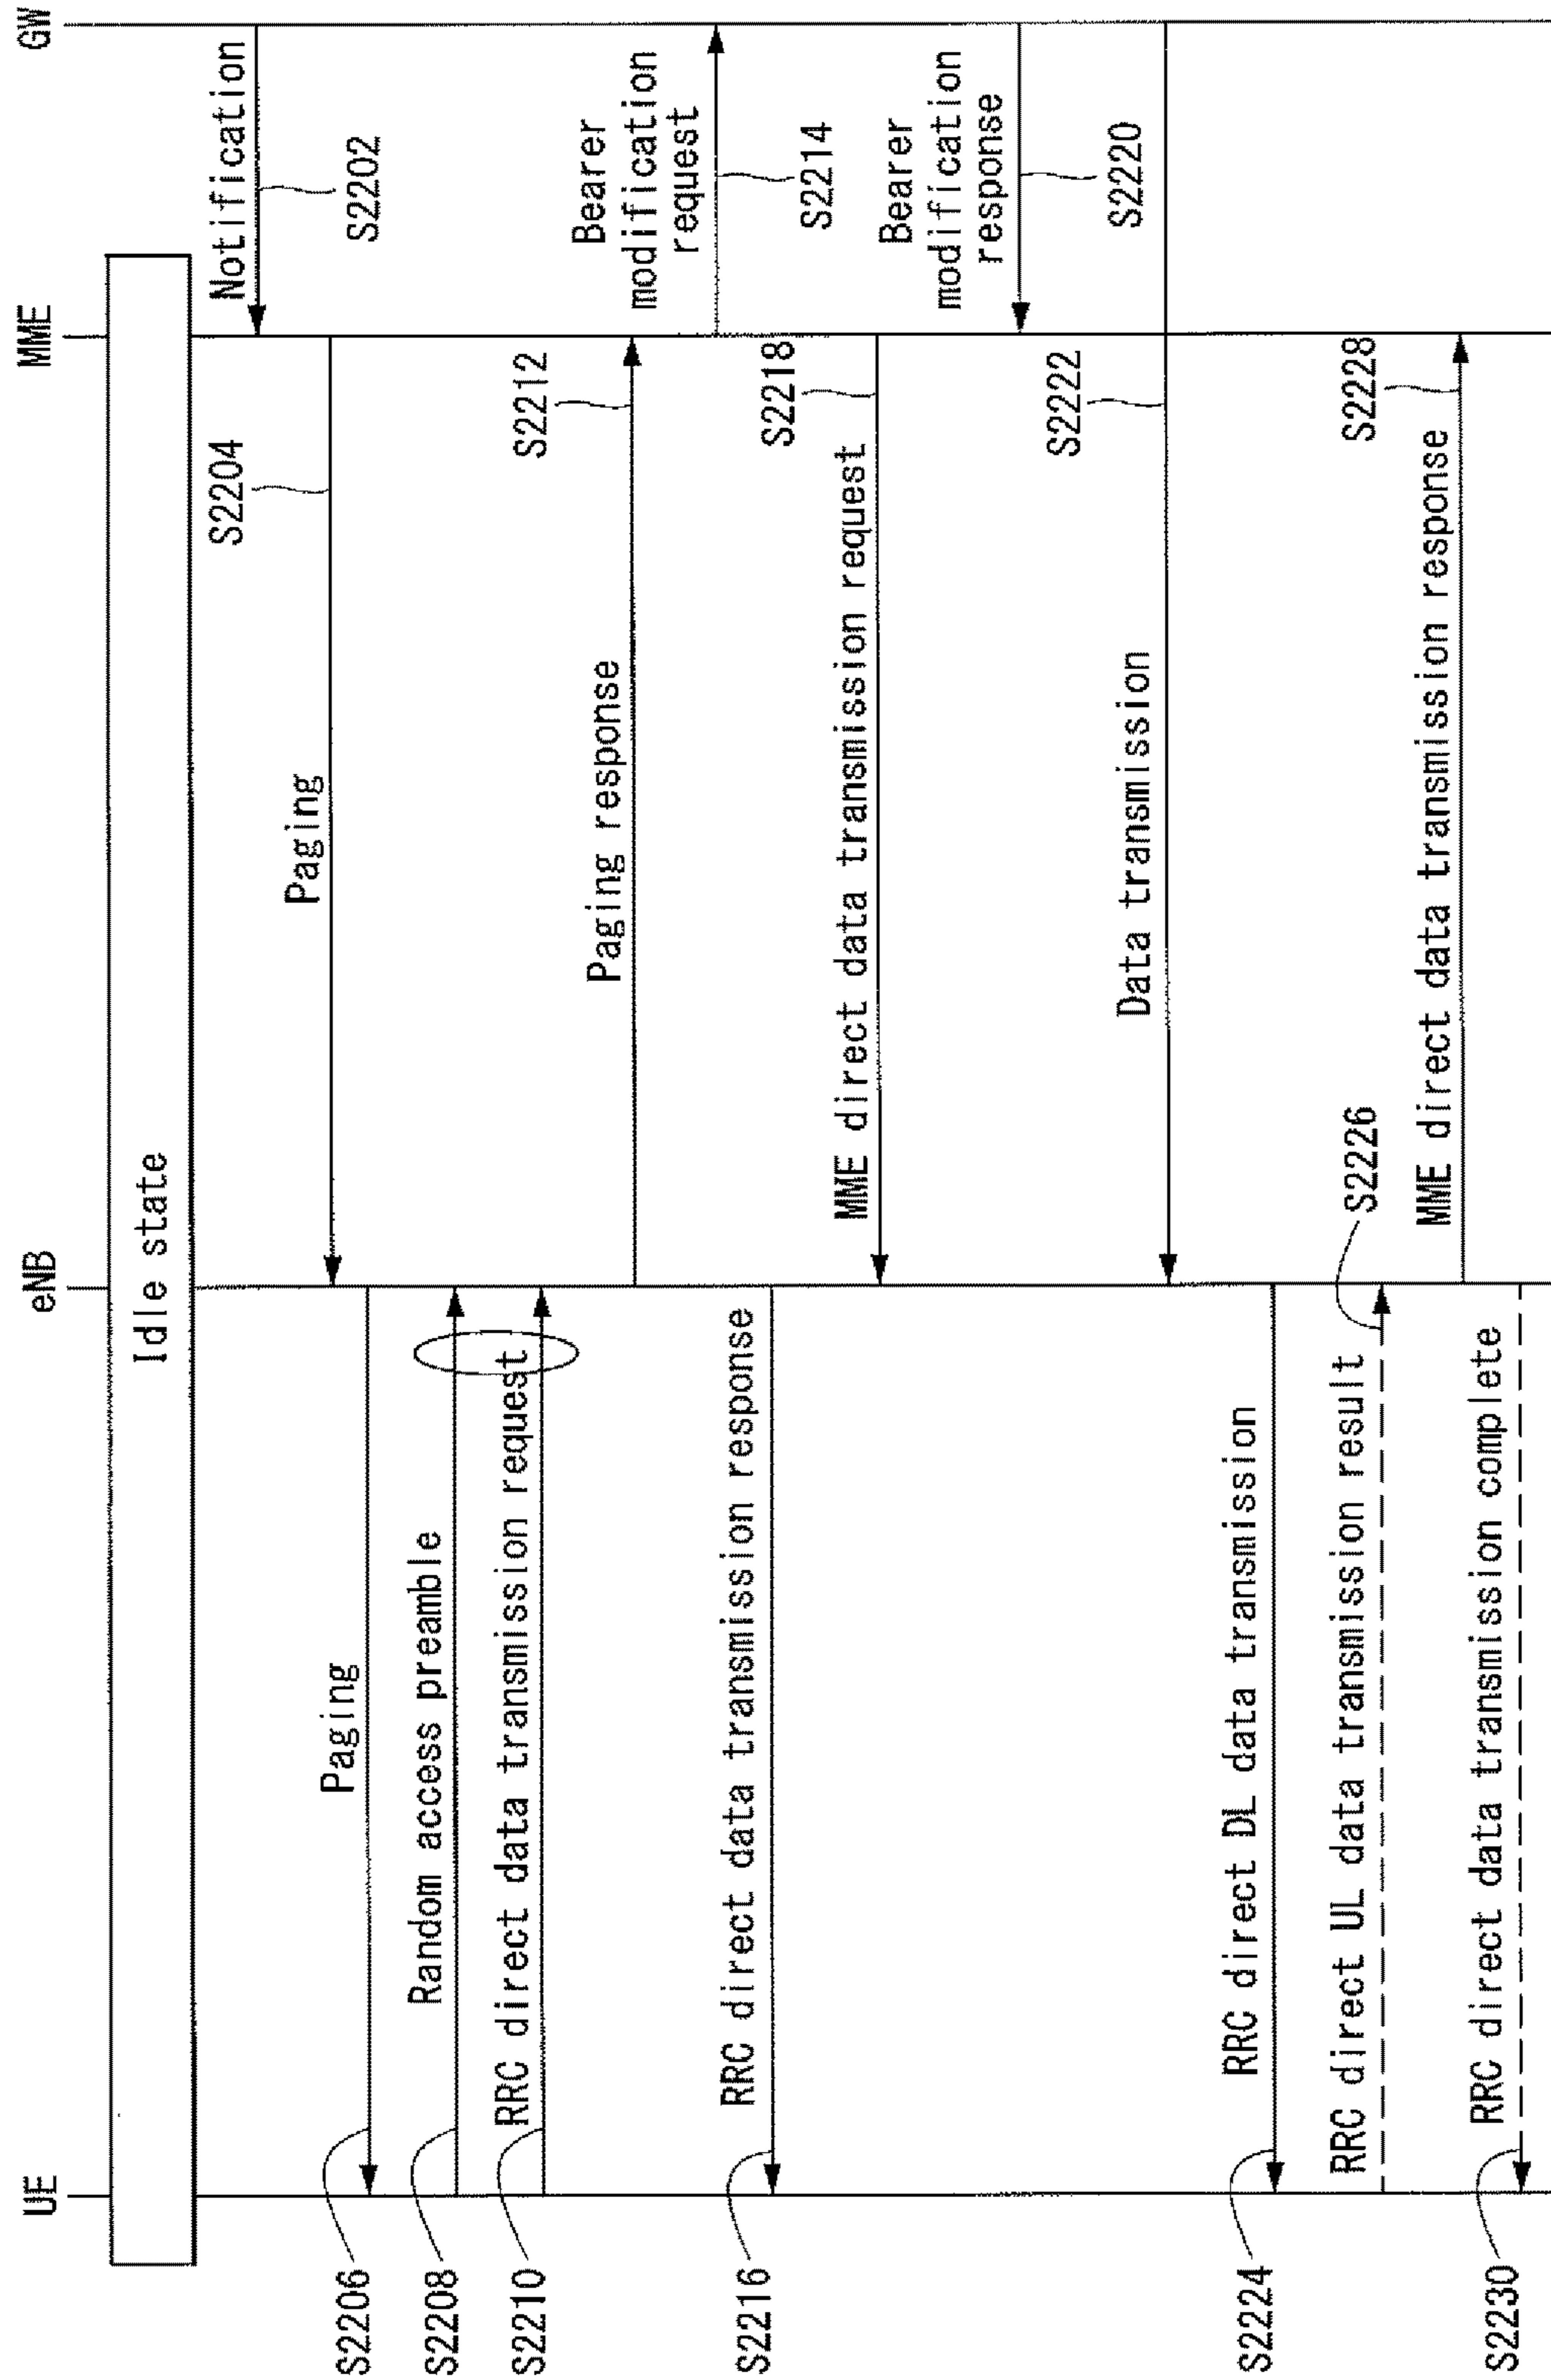 UE
eNB
MME
GW
Idle state
Notification
S2202
S2204
Paging
Paging
S2206
Random access preamble
S2208
RRC direct data transmission request
S2210
Paging response
S2212
Bearer
modification
request
S2214
RRC direct data transmission response
S2216
MME direct data transmission request
S2218
Bearer
modification
response
S2220
Data transmission
S2222
RRC direct DL data transmission
S2224
RRC direct UL data transmission result
S2226
MME direct data transmission response
S2228
RRC direct data transmission complete
S2230